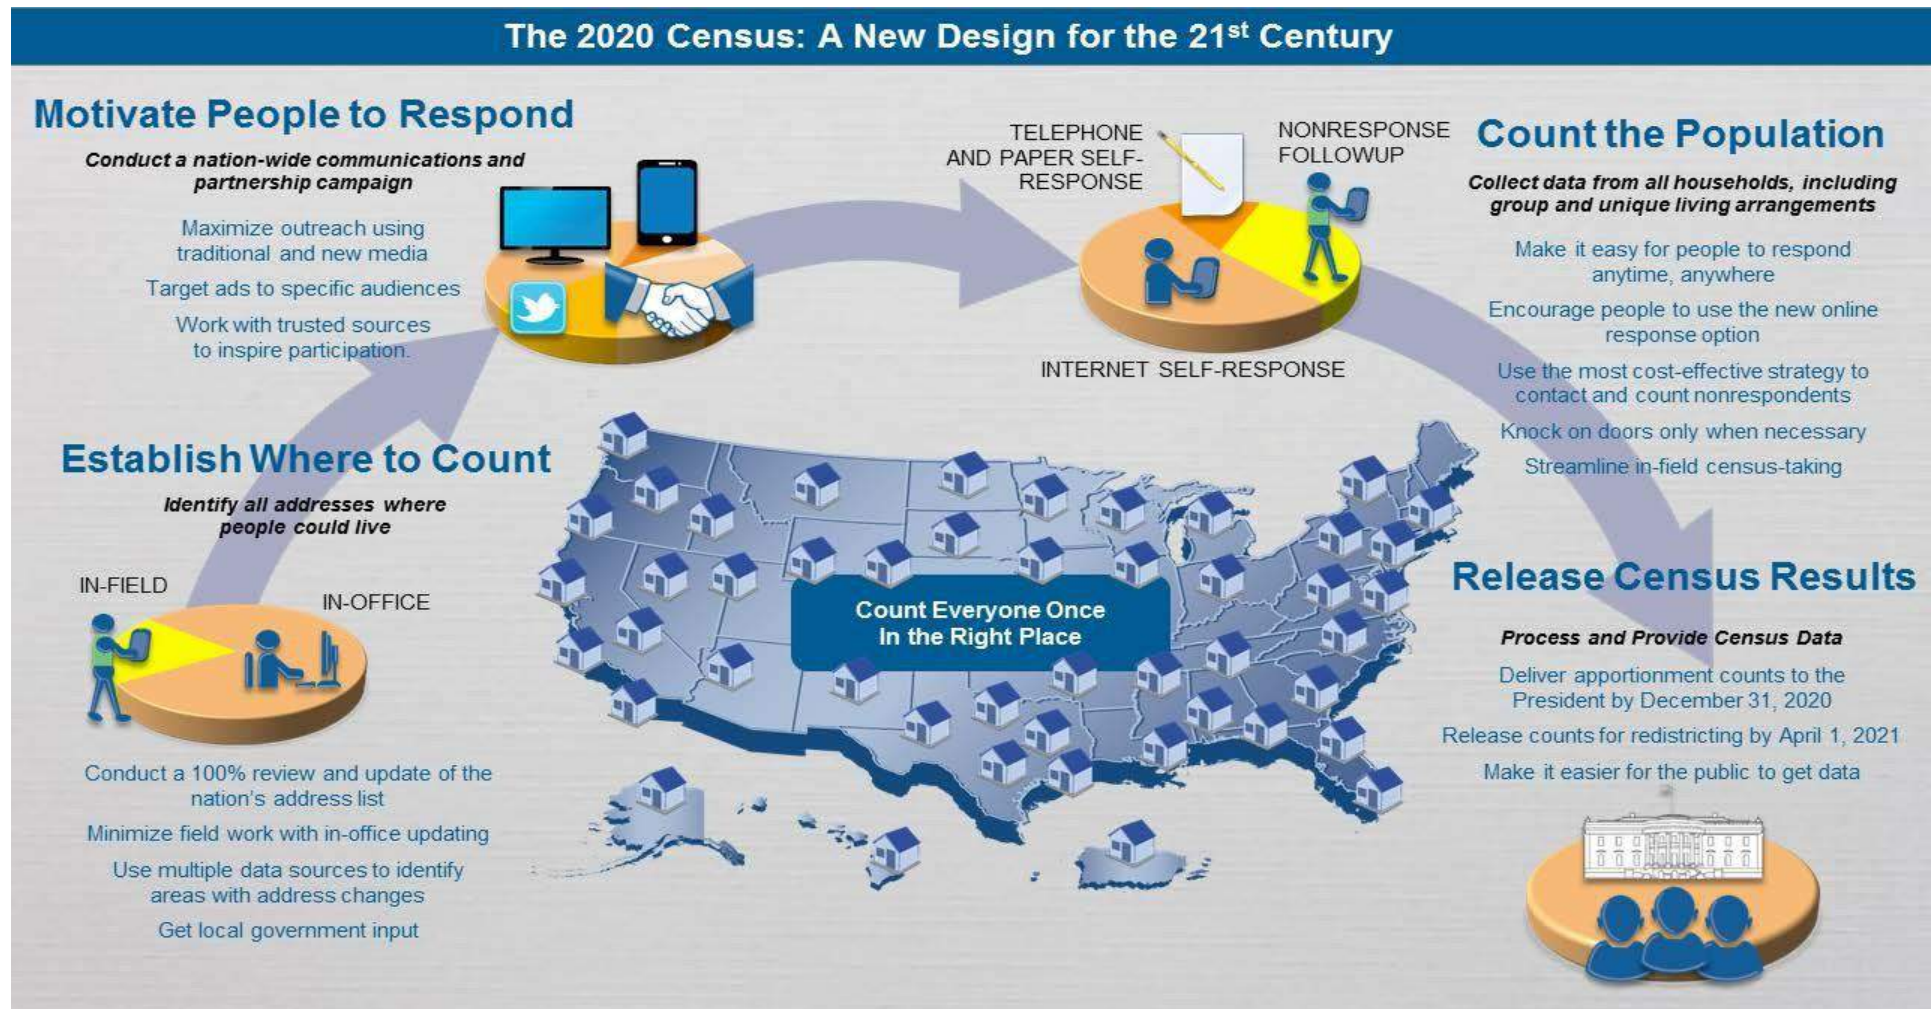 The 2020 Census: A New Design for the 21st Century
Motivate People to Respond
Conduct a nation-wide communications and
partnership campaign
Maximize outreach using
traditional and new media
Target ads to specific audiences
Work with trusted sources
to inspire participation.
TELEPHONE
AND PAPER SELF-
RESPONSE
NONRESPONSE
FOLLOWUP
INTERNET SELF-RESPONSE
Count the Population
Collect data from all households, including
group and unique living arrangements
Make it easy for people to respond
anytime, anywhere
Encourage people to use the new online
response option
Use the most cost-effective strategy to
contact and count nonrespondents
Knock on doors only when necessary
Streamline in-field census-taking
Establish Where to Count
Identify all addresses where
people could live
IN-FIELD
IN-OFFICE
Conduct a 100% review and update of the
nation's address list
Minimize field work with in-office updating
Use multiple data sources to identify
areas with address changes
Get local government input
Count Everyone Once
In the Right Place
Release Census Results
Process and Provide Census Data
Deliver apportionment counts to the
President by December 31, 2020
Release counts for redistricting by April 1, 2021
Make it easier for the public to get data